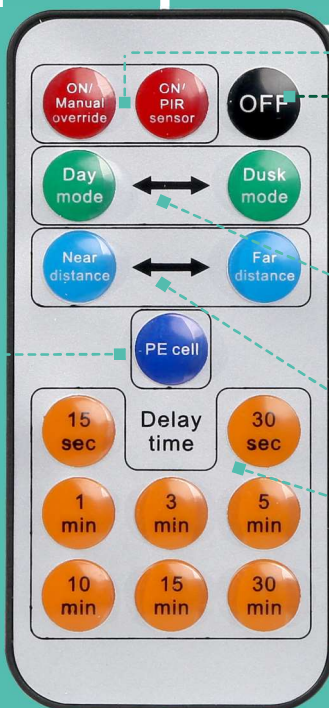 ON/
Manual
override
ON/
PIR
sensor
OFF
Day
mode
Dusk
mode
Near
distance
Far
distance
PE cell
15
sec
Delay
time
30
sec
1
min
3
min
5
min
10
min
15
min
30
min